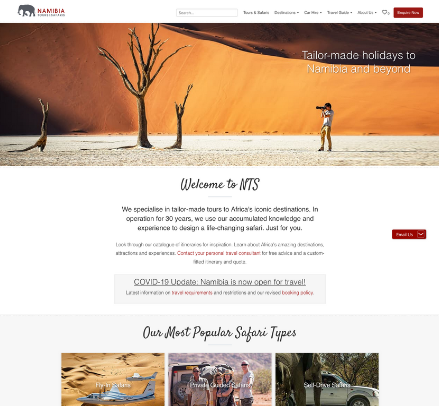 NAMIBIA
Search...
Tours & Safaris
Destinations
Car Hire
Travel Guide
About Us
Enquire Now
Tailor-made holidays to
Namibia and beyond
Welcome to NTS
We specialise in tailor-made tours to Africa's iconic destinations. In
operation for 30 years, we use our accumulated knowledge and
experience to design a life-changing safari. Just for you.
Email Us
Look through our catalogue of itineraries for inspiration. Learn about Africa's amazing destinations,
attractions and experiences. Contact your personal travel consultant for free advice and a custom-
fitted itinerary and quote.
COVID-19 Update: Namibia is now open for travel!
Latest information on travel requirements and restrictions and our revised booking policy.
Our Most Popular Safari Types
Fly-in Safaris
Private Guided Safaris
Self-Drive Safaris